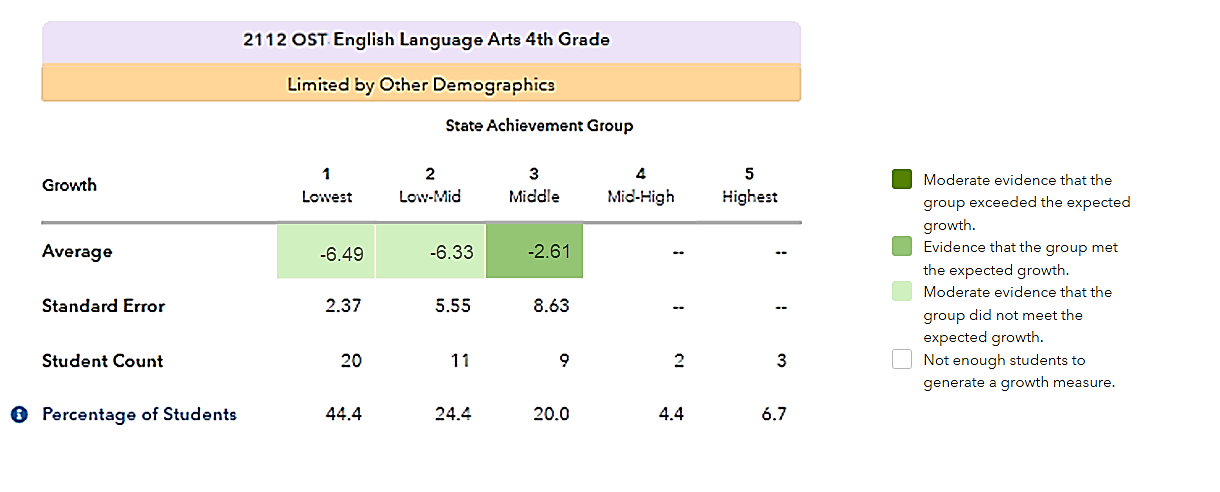 2112 OST English Language Arts 4th Grade
Limited by Other Demographics
State Achievement Group
Growth
1 2 3 4 5
Lowest Low-Mid Middle Mid-High Highest
Average -6.49 -6.33 -2.61 -- --
Standard Error 2.37 5.55 8.63 -- --
Student Count 20 11 9 2 3
Percentage of Students 44.4 24.4 20.0 4.4 6.7
Moderate evidence that the
group exceeded the expected
growth.
Evidence that the group met
the expected growth.
Moderate evidence that the
group did not meet the
expected growth.
Not enough students to
generate a growth measure.